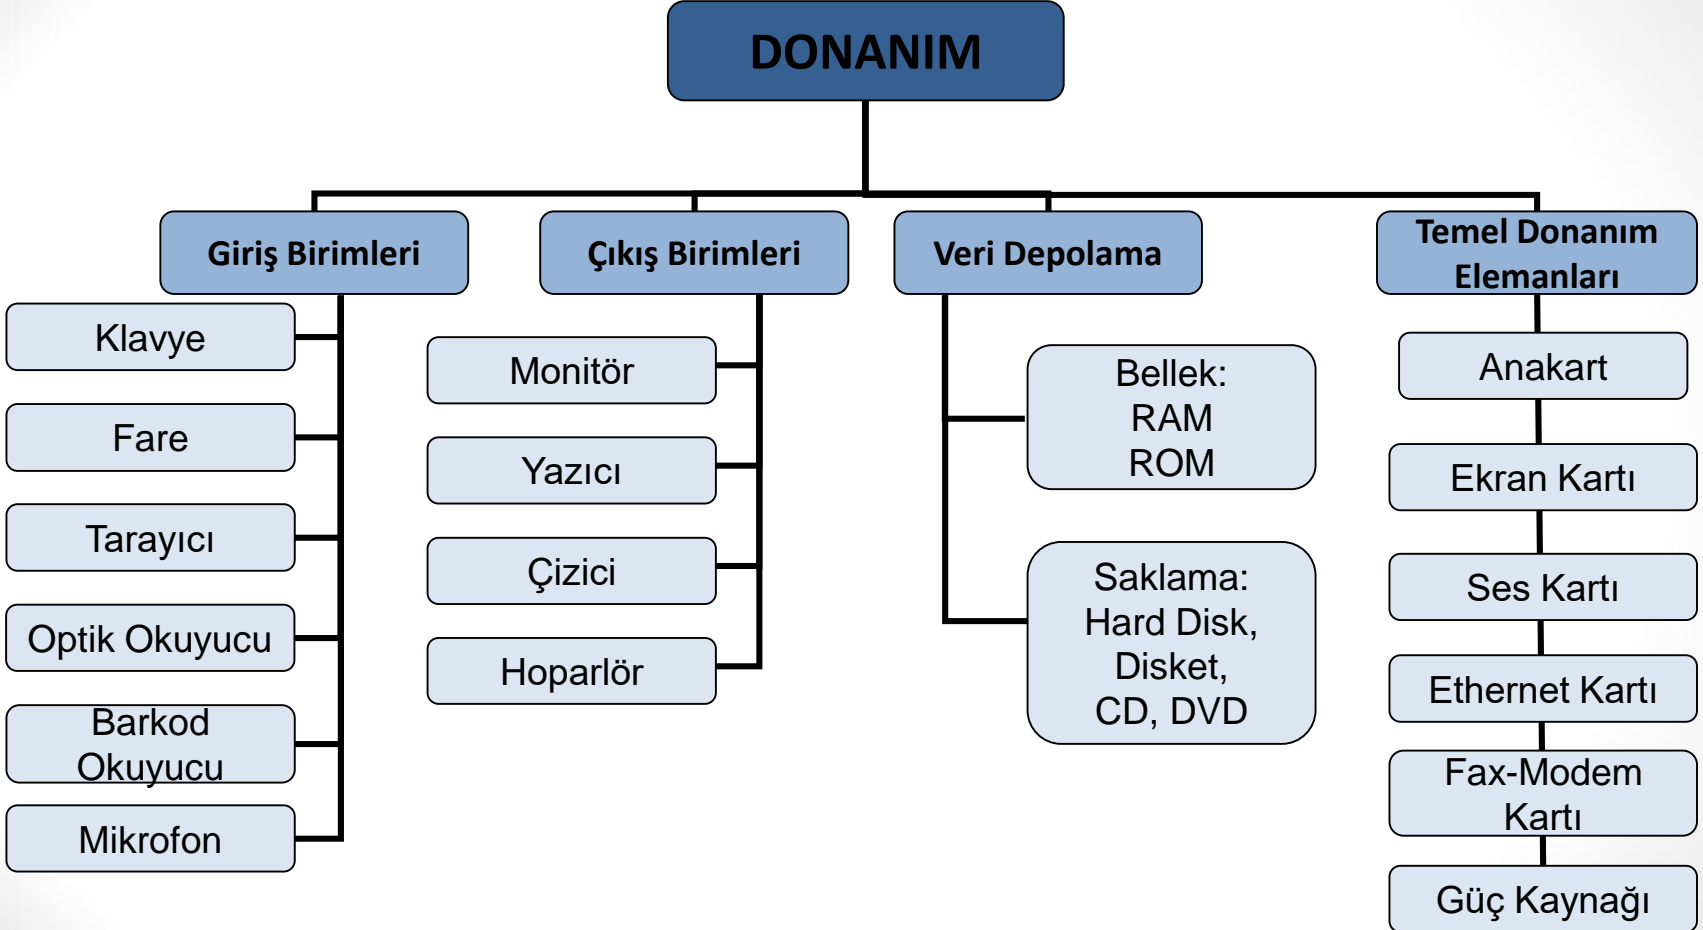 DONANIM
Giriş Birimleri
Klavye
Fare
Tarayıcı
Optik Okuyucu
Barkod
Okuyucu
Mikrofon
Çıkış Birimleri
Monitör
Yazıcı
Çizici
Hoparlör
Veri Depolama
Bellek:
RAM
ROM
Saklama:
Hard Disk,
Disket,
CD, DVD
Temel Donanım
Elemanları
Anakart
Ekran Kartı
Ses Kartı
Ethernet Kartı
Fax-Modem
Kartı
Güç Kaynağı